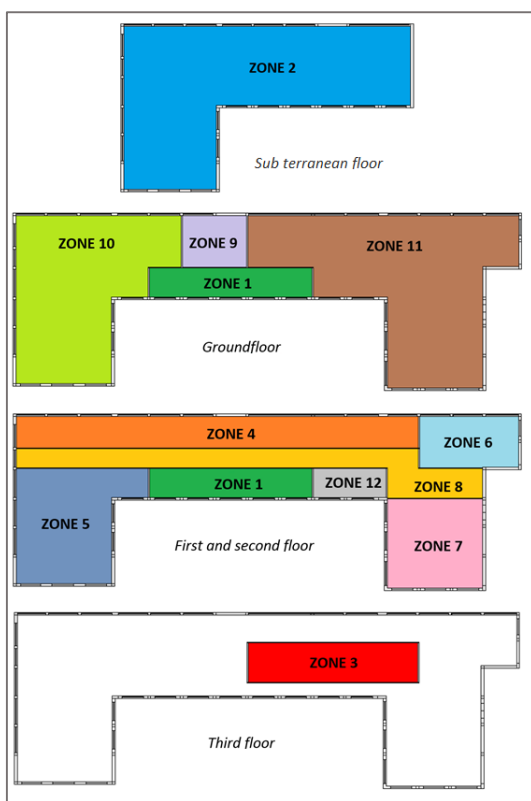 ZONE 2
Sub terranean floor
ZONE 10
ZONE 9
ZONE 11
ZONE 1
Groundfloor
ZONE 4
ZONE 6
ZONE 5
ZONE 1
ZONE 12
ZONE 8
First and second floor
ZONE 7
ZONE 3
Third floor